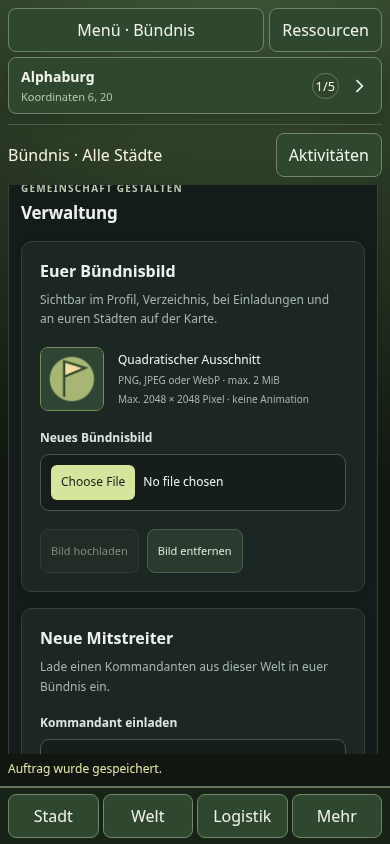 Menü · Bündnis
Ressourcen
Alphaburg
Koordinaten 6, 20
1/5
Bündnis · Alle Städte
Aktivitäten
GEMEINSCHAFT GESTALTEN
Verwaltung
Euer Bündnisbild
Sichtbar im Profil, Verzeichnis, bei Einladungen und
an euren Städten auf der Karte.
Quadratischer Ausschnitt
PNG, JPEG oder WebP · max. 2 MiB
Max. 2048 × 2048 Pixel · keine Animation
Neues Bündnisbild
Choose File
No file chosen
Bild hochladen
Bild entfernen
Neue Mitstreiter
Lade einen Kommandanten aus dieser Welt in euer
Bündnis ein.
Kommandant einladen
Auftrag wurde gespeichert.
Stadt
Welt
Logistik
Mehr